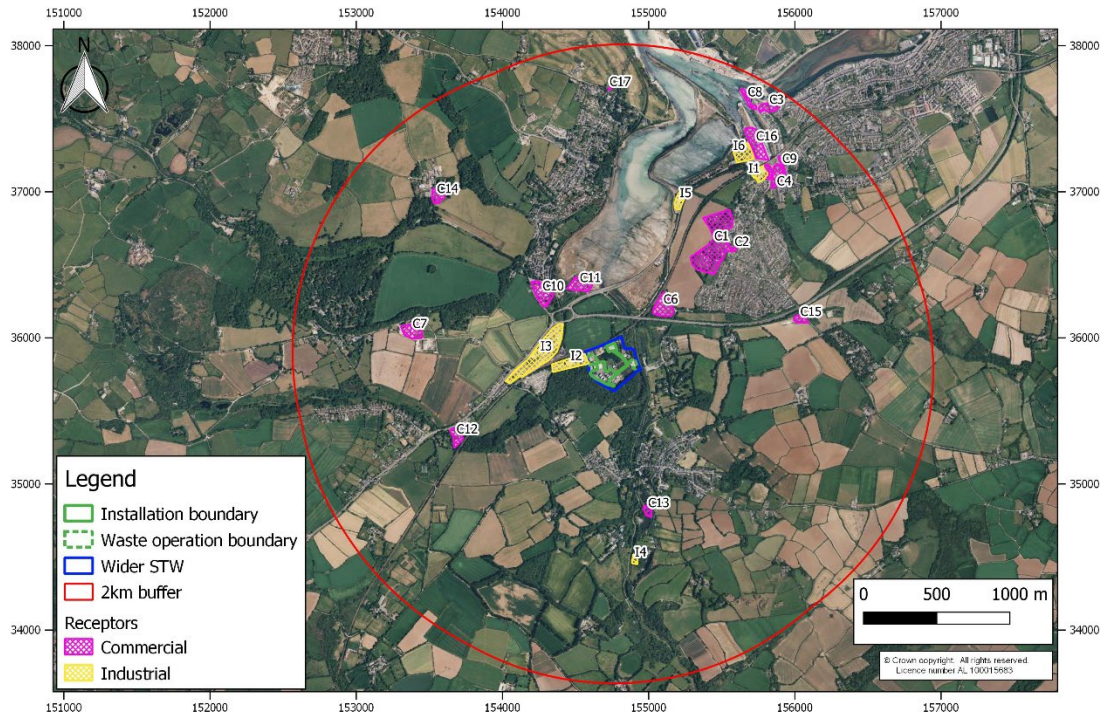 151000 152000 153000 154000 155000 156000 157000
38000 38000
N
C17
C8 C3
C16
I6
C9
I1
C4
37000 37000
C14
I5
C1
C2
C10
C11
C6
C15
36000 36000
C7
I3
I2
C12
35000 35000
C13
I4
34000 34000
Legend
Installation boundary
Waste operation boundary
Wider STW
2km buffer
Receptors
Commercial
Industrial
0 500 1000 m
© Crown copyright. All rights reserved.
Licence number AL 100015683
151000 152000 153000 154000 155000 156000 157000